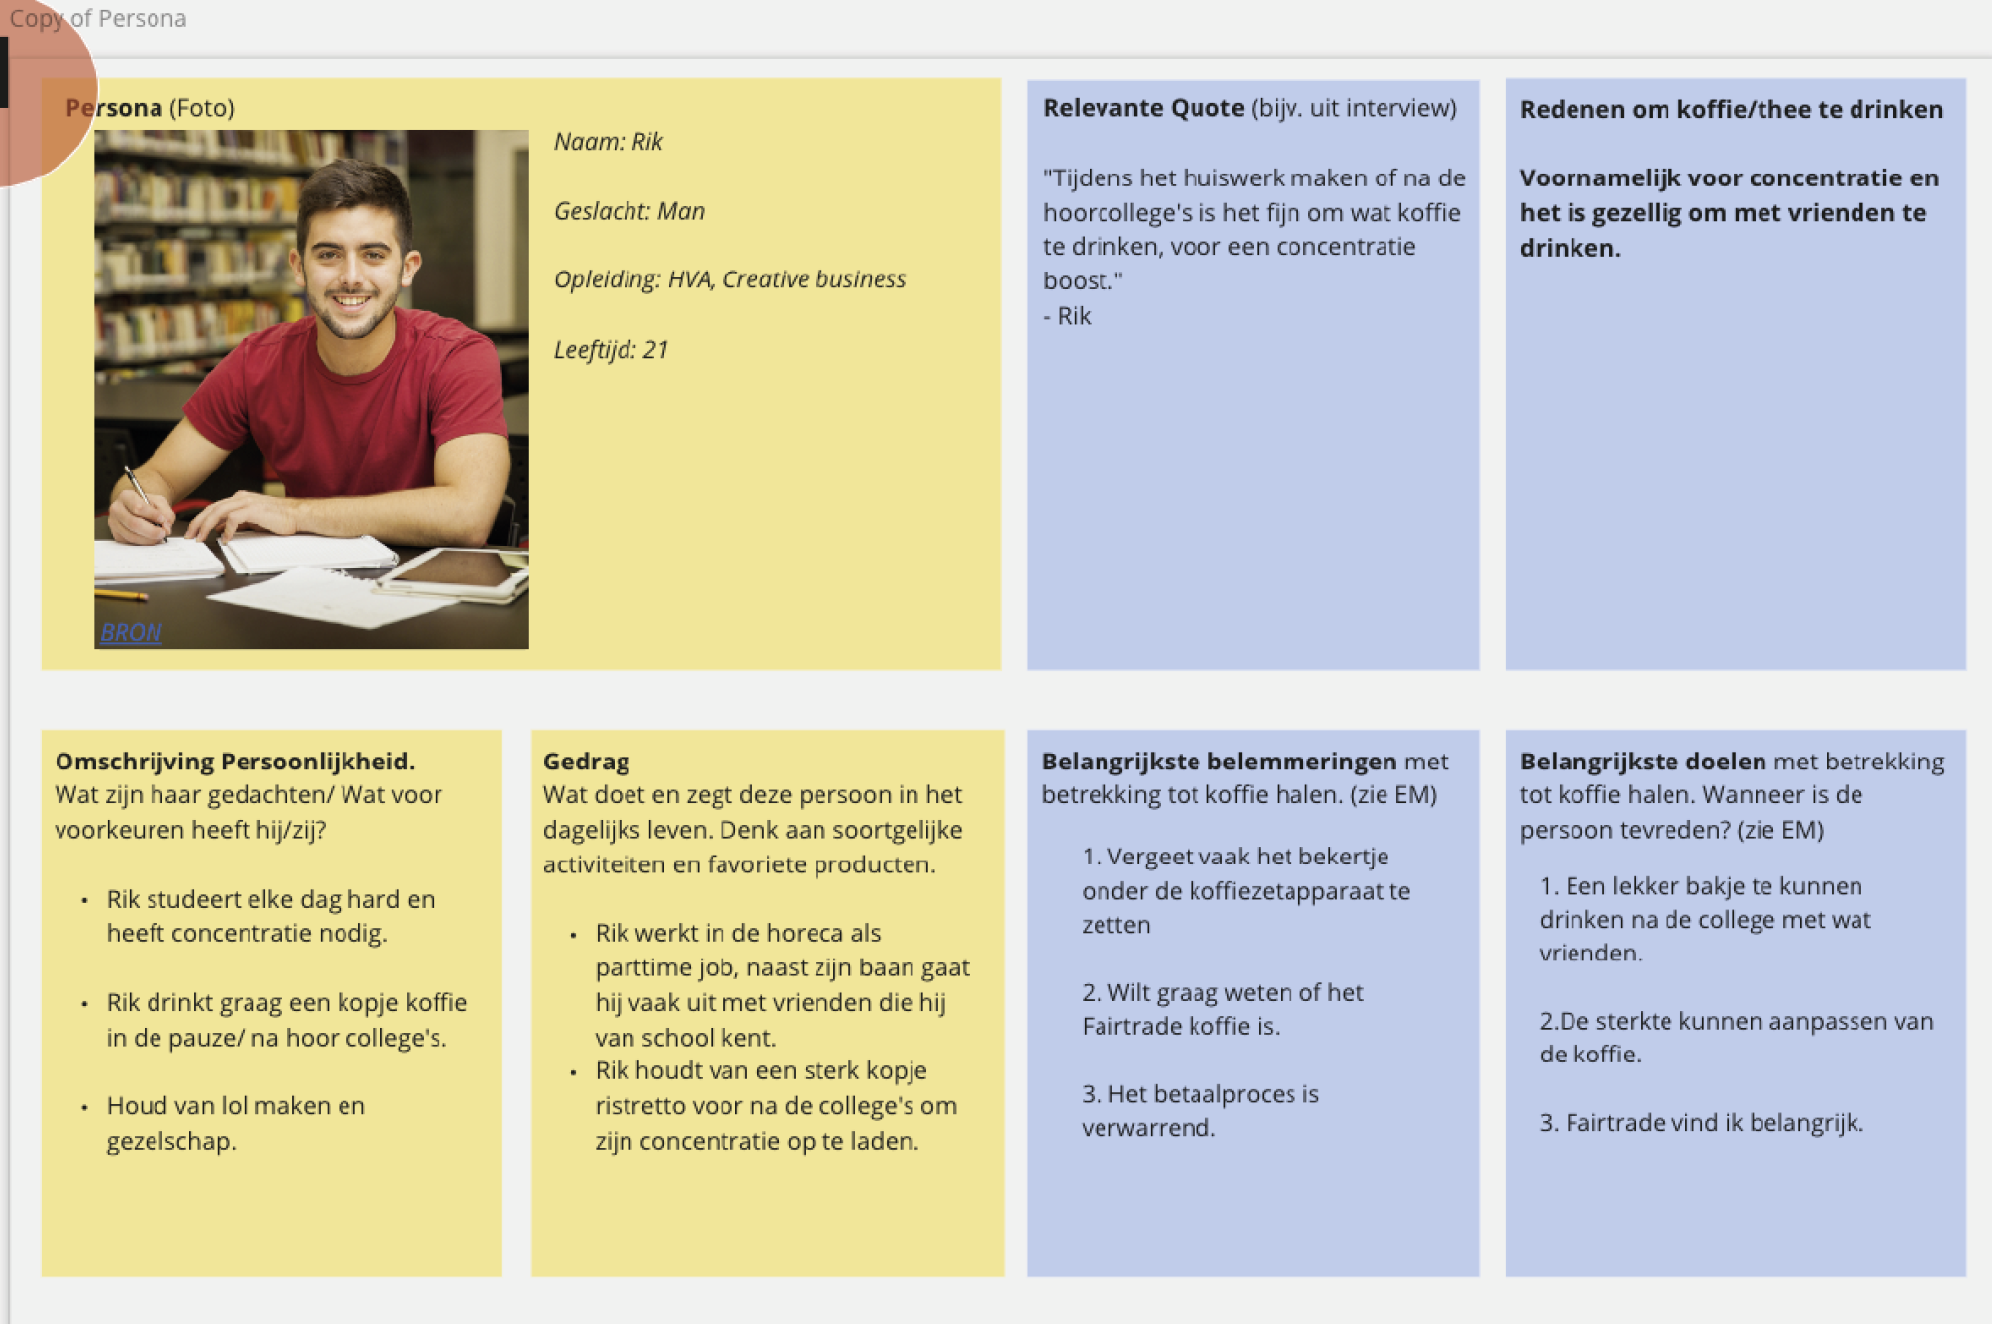 Copy of Persona
Persona (Foto)
Naam: Rik
Geslacht: Man
Opleiding: HVA, Creative business
Leeftijd: 21
BRON
Relevante Quote (bijv. uit interview)
"Tijdens het huiswerk maken of na de
hoorcollege's is het fijn om wat koffie
te drinken, voor een concentratie
boost."
- Rik
Redenen om koffie/thee te drinken
Voornamelijk voor concentratie en
het is gezellig om met vrienden te
drinken.
Omschrijving Persoonlijkheid.
Wat zijn haar gedachten/ Wat voor
voorkeuren heeft hij/zij?
• Rik studeert elke dag hard en
heeft concentratie nodig.
• Rik drinkt graag een kopje koffie
in de pauze/ na hoor college's.
• Houd van lol maken en
gezelschap.
Gedrag
Wat doet en zegt deze persoon in het
dagelijks leven. Denk aan soortgelijke
activiteiten en favoriete producten.
• Rik werkt in de horeca als
parttime job, naast zijn baan gaat
hij vaak uit met vrienden die hij
van school kent.
• Rik houdt van een sterk kopje
ristretto voor na de college's om
zijn concentratie op te laden.
Belangrijkste belemmeringen met
betrekking tot koffie halen. (zie EM)
1. Vergeet vaak het bekertje
onder de koffiezetapparaat te
zetten
2. Wilt graag weten of het
Fairtrade koffie is.
3. Het betaalproces is
verwarrend.
Belangrijkste doelen met betrekking
tot koffie halen. Wanneer is de
persoon tevreden? (zie EM)
1. Een lekker bakje te kunnen
drinken na de college met wat
vrienden.
2.De sterkte kunnen aanpassen van
de koffie.
3. Fairtrade vind ik belangrijk.